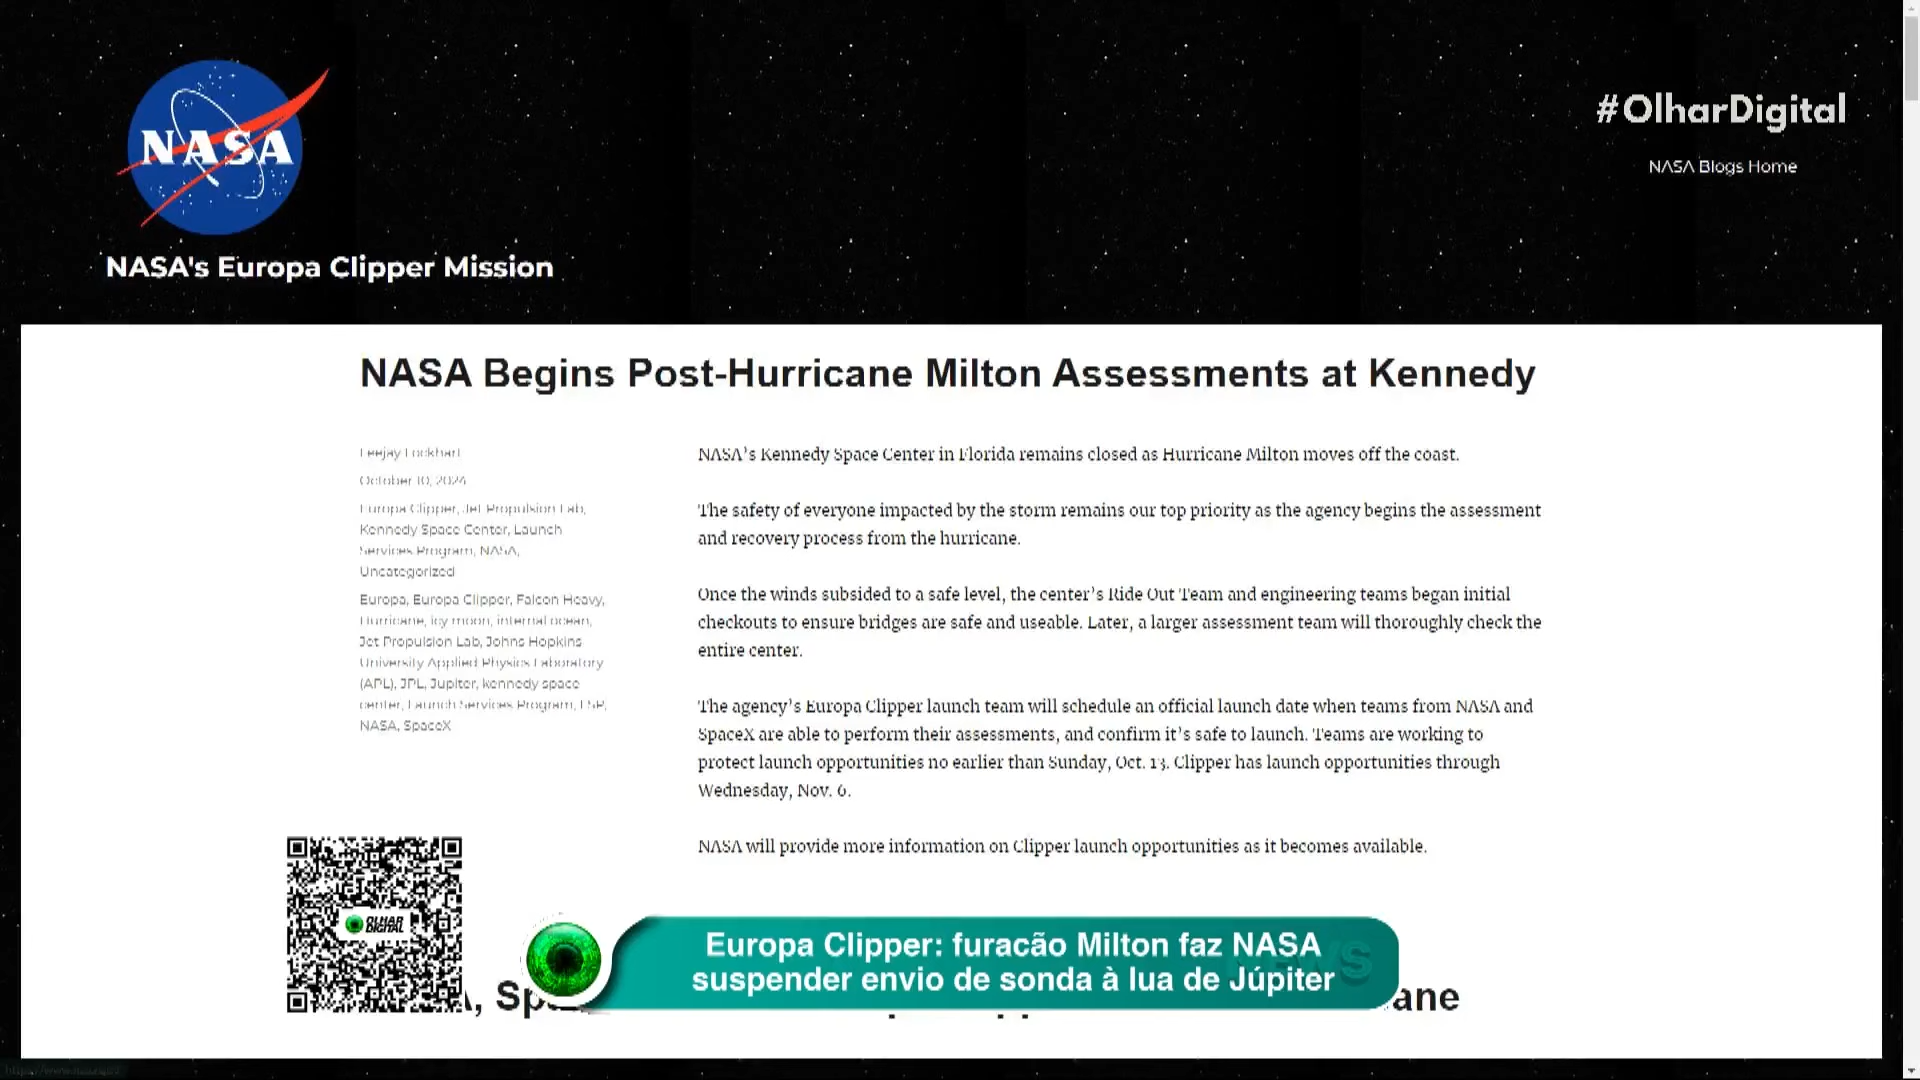 NASA
#OlharDigital
NASA Blogs Home
NASA's Europa Clipper Mission
NASA Begins Post-Hurricane Milton Assessments at Kennedy
Leejay Lockhart
October 10, 2024
Europa Clipper, Jet Propulsion Lab,
Kennedy Space Center, Launch
Services Program, NASA,
Uncategorized
Europa, Europa Clipper, Falcon Heavy,
Hurricane, icy moon, internal ocean,
Jet Propulsion Lab, Johns Hopkins
University Applied Physics Laboratory
(APL), JPL, Jupiter, kennedy space
center, Launch Services Program, LSP,
NASA, SpaceX
NASA's Kennedy Space Center in Florida remains closed as Hurricane Milton moves off the coast.
The safety of everyone impacted by the storm remains our top priority as the agency begins the assessment
and recovery process from the hurricane.
Once the winds subsided to a safe level, the center's Ride Out Team and engineering teams began initial
checkouts to ensure bridges are safe and useable. Later, a larger assessment team will thoroughly check the
entire center.
The agency's Europa Clipper launch team will schedule an official launch date when teams from NASA and
SpaceX are able to perform their assessments, and confirm it's safe to launch. Teams are working to
protect launch opportunities no earlier than Sunday, Oct. 13. Clipper has launch opportunities through
Wednesday, Nov. 6.
NASA will provide more information on Clipper launch opportunities as it becomes available.
OLHAR
DIGITAL
Europa Clipper: furacão Milton faz NASA
suspender envio de sonda à lua de Júpiter